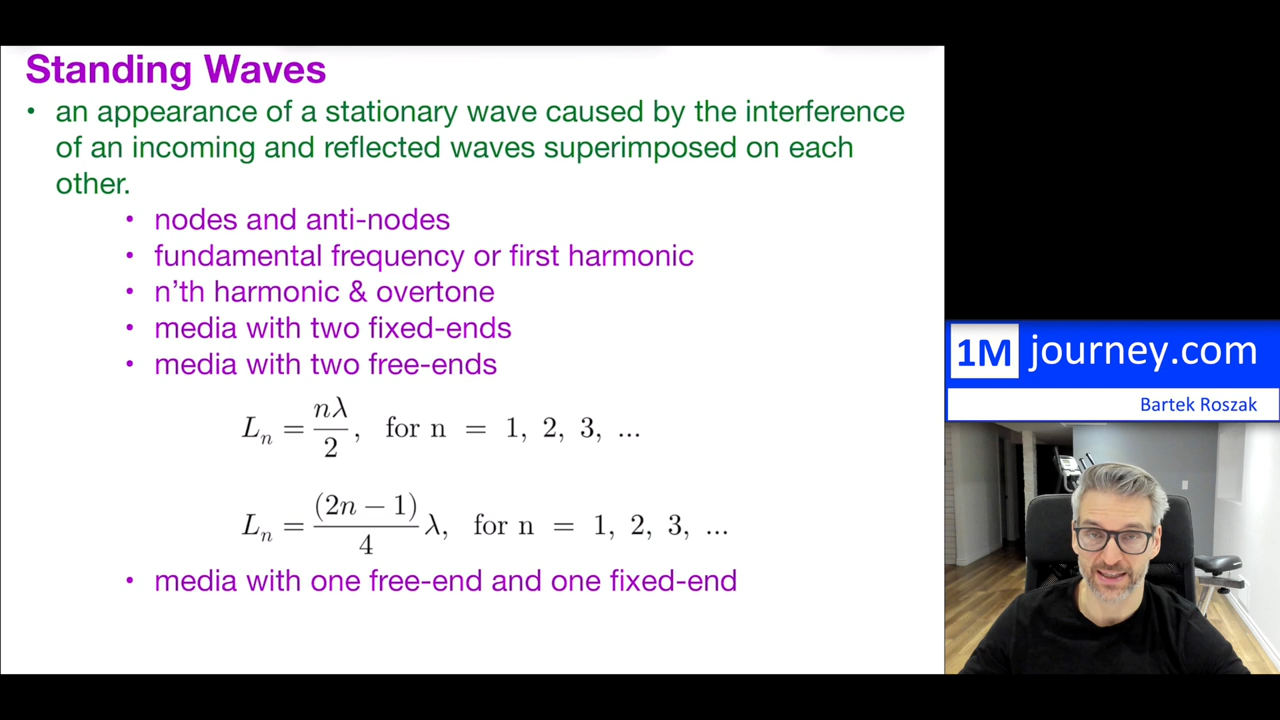 Standing Waves
• an appearance of a stationary wave caused by the interference
of an incoming and reflected waves superimposed on each
other.
• nodes and anti-nodes
• fundamental frequency or first harmonic
• n’th harmonic & overtone
• media with two fixed-ends
• media with two free-ends
Lₙ = nλ/2, for n = 1, 2, 3, ...
Lₙ = (2n − 1)/4 λ, for n = 1, 2, 3, ...
• media with one free-end and one fixed-end
1M journey.com
Bartek Roszak